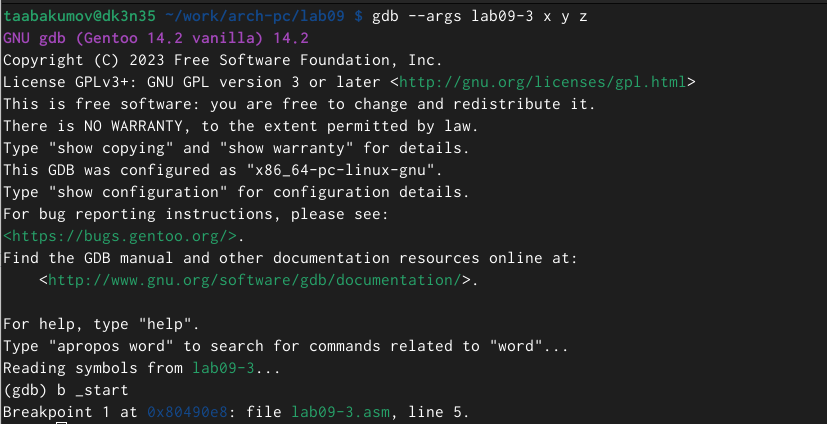 taabakumov@dk3n35 ~/work/arch-pc/lab09 $ gdb --args lab09-3 x y z
GNU gdb (Gentoo 14.2 vanilla) 14.2
Copyright (C) 2023 Free Software Foundation, Inc.
License GPLv3+: GNU GPL version 3 or later <http://gnu.org/licenses/gpl.html>
This is free software: you are free to change and redistribute it.
There is NO WARRANTY, to the extent permitted by law.
Type "show copying" and "show warranty" for details.
This GDB was configured as "x86_64-pc-linux-gnu".
Type "show configuration" for configuration details.
For bug reporting instructions, please see:
<https://bugs.gentoo.org/>.
Find the GDB manual and other documentation resources online at:
    <http://www.gnu.org/software/gdb/documentation/>.

For help, type "help".
Type "apropos word" to search for commands related to "word"...
Reading symbols from lab09-3...
(gdb) b _start
Breakpoint 1 at 0x80490e8: file lab09-3.asm, line 5.